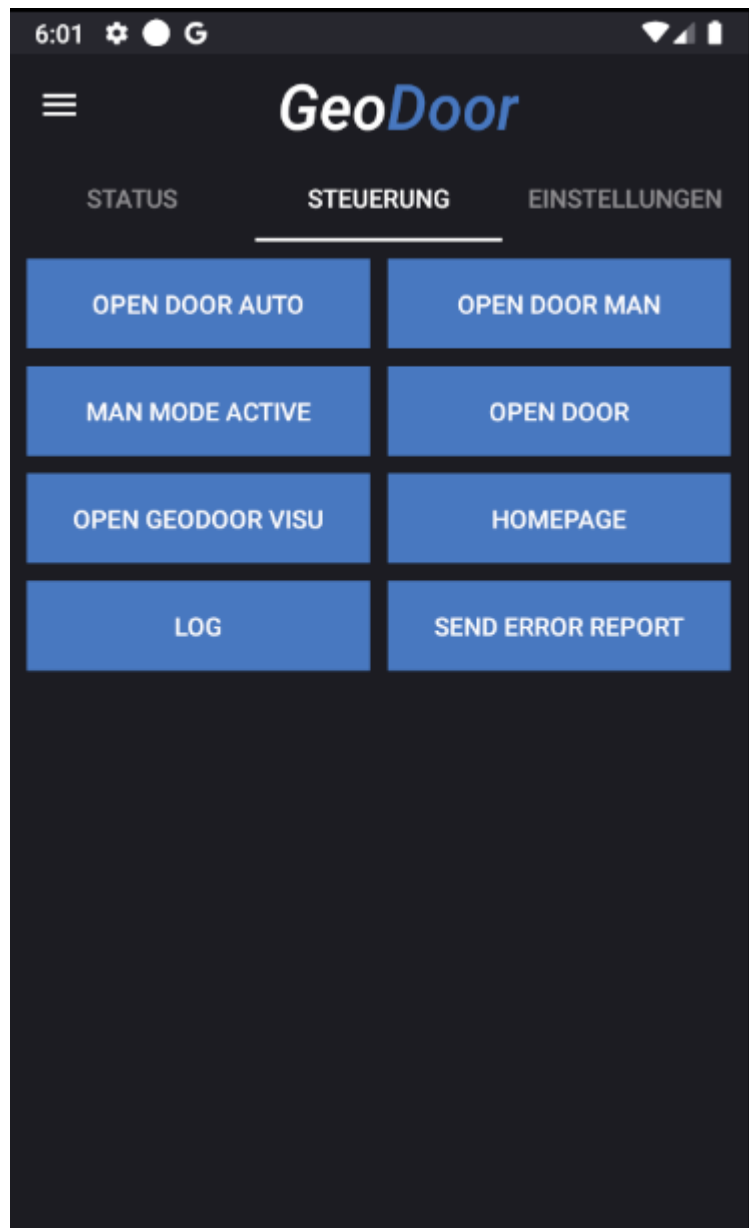 6:01 G
GeoDoor
STATUS STEUERUNG EINSTELLUNGEN
OPEN DOOR AUTO OPEN DOOR MAN
MAN MODE ACTIVE OPEN DOOR
OPEN GEODOOR VISU HOMEPAGE
LOG SEND ERROR REPORT